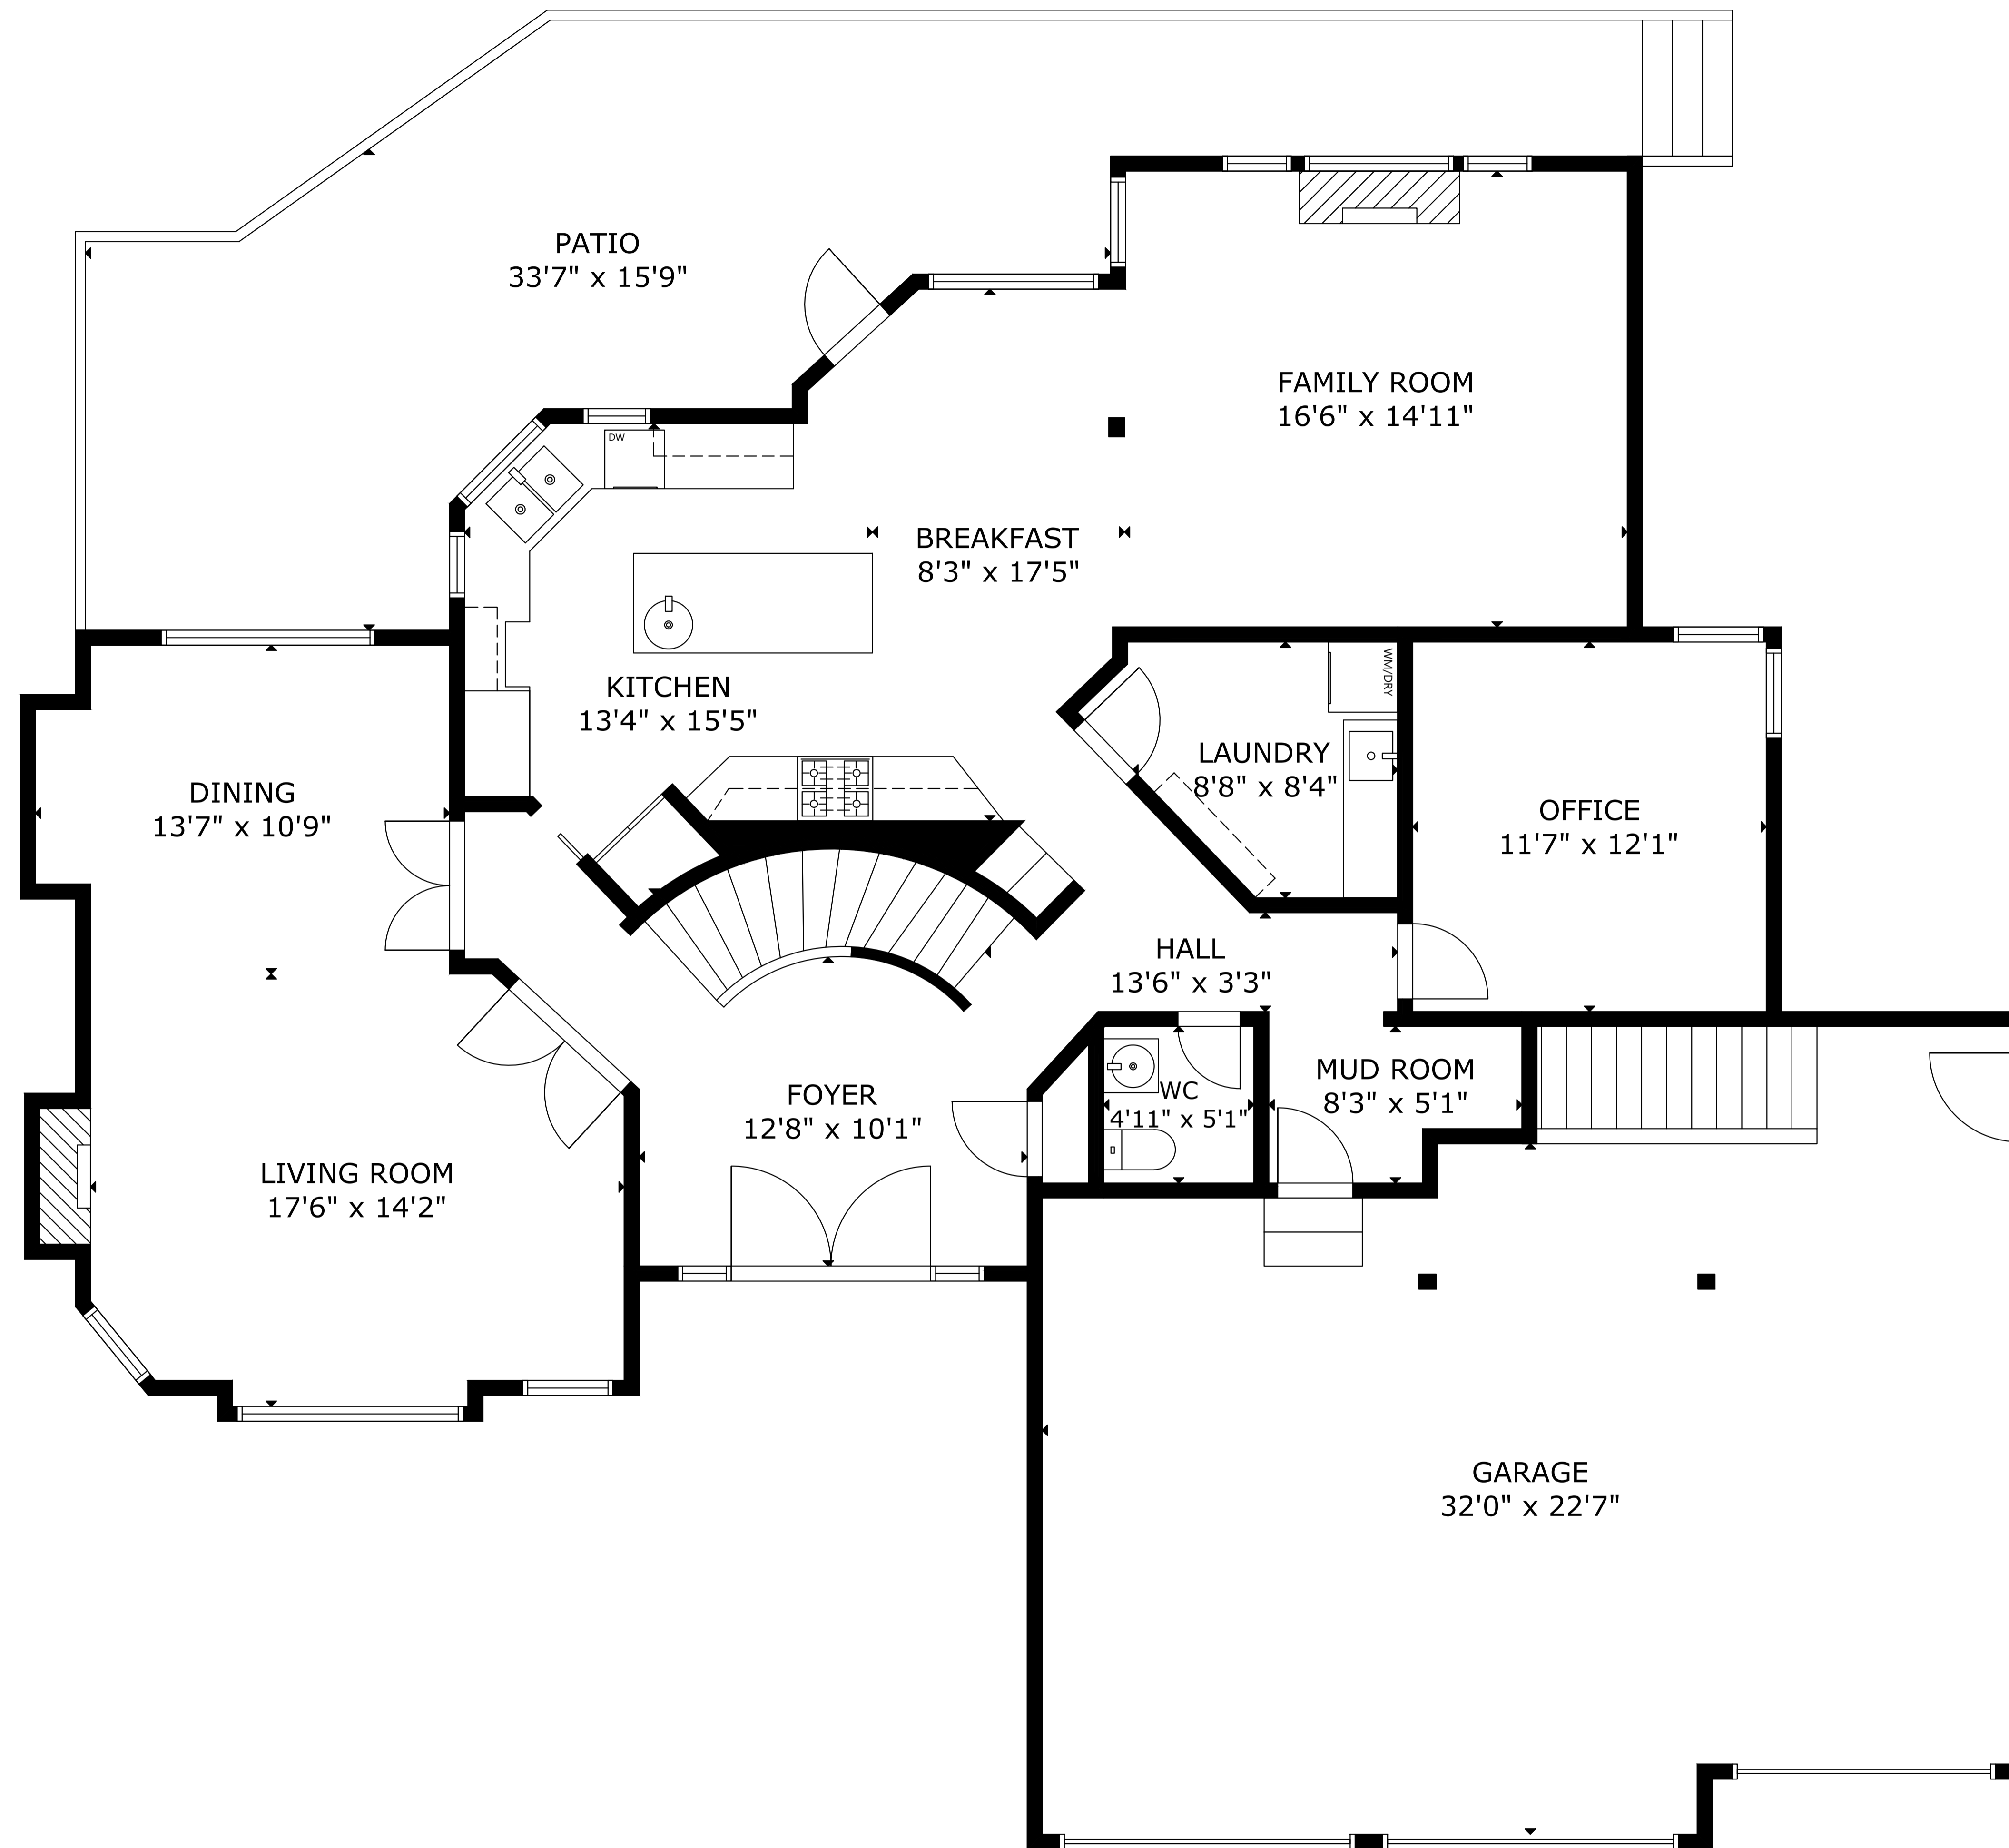 PATIO
33'7" x 15'9"
FAMILY ROOM
16'6" x 14'11"
DW
BREAKFAST
8'3" x 17'5"
WM/DRY
KITCHEN
13'4" x 15'5"
LAUNDRY
8'8" x 8'4"
DINING
13'7" x 10'9"
OFFICE
11'7" x 12'1"
HALL
13'6" x 3'3"
MUD ROOM
8'3" x 5'1"
WC
4'11" x 5'1"
FOYER
12'8" x 10'1"
LIVING ROOM
17'6" x 14'2"
GARAGE
32'0" x 22'7"